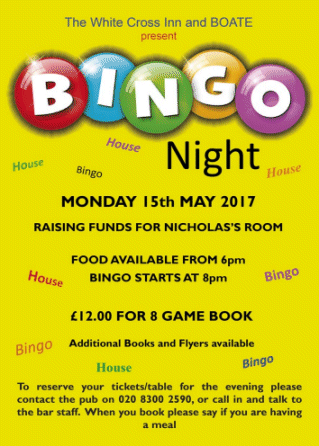 The White Cross Inn and BOATE
present
BINGO
House
Night
House
Bingo
House
MONDAY 15th MAY 2017
RAISING FUNDS FOR NICHOLAS'S ROOM
FOOD AVAILABLE FROM 6pm
House
BINGO STARTS AT 8pm
Bingo
£12.00 FOR 8 GAME BOOK
Bingo
Additional Books and Flyers available
House
Bingo
To reserve your tickets/table for the evening please
contact the pub on 020 8300 2590, or call in and talk to
the bar staff. When you book please say if you are having
a meal